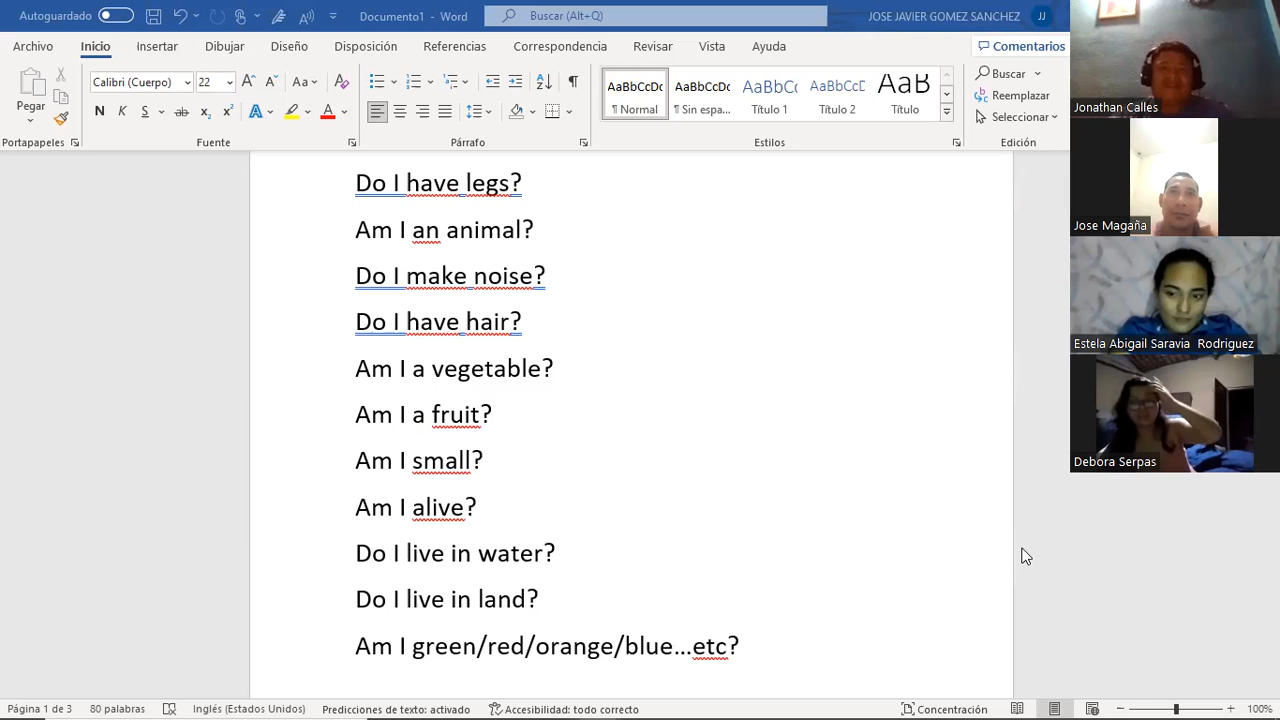 Autoguardado
Documento1 - Word
Buscar (Alt+Q)
JOSE JAVIER GOMEZ SANCHEZ
JJ
Archivo Inicio Insertar Dibujar Diseño Disposición Referencias Correspondencia Revisar Vista Ayuda
Comentarios
Pegar
Calibri (Cuerpo) 22
N K S
Portapapeles
Fuente
Párrafo
AaBbCcDc AaBbCcDc AaBbCc AaBbCcD AaB
¶ Normal ¶ Sin espa... Título 1 Título 2 Título
Estilos
Buscar
Reemplazar
Seleccionar
Edición
Do I have legs?
Am I an animal?
Do I make noise?
Do I have hair?
Am I a vegetable?
Am I a fruit?
Am I small?
Am I alive?
Do I live in water?
Do I live in land?
Am I green/red/orange/blue...etc?
Jonathan Calles
Jose Magaña
Estela Abigail Saravia Rodriguez
Debora Serpas
Página 1 de 3 80 palabras Inglés (Estados Unidos) Predicciones de texto: activado Accesibilidad: todo correcto Concentración 100%